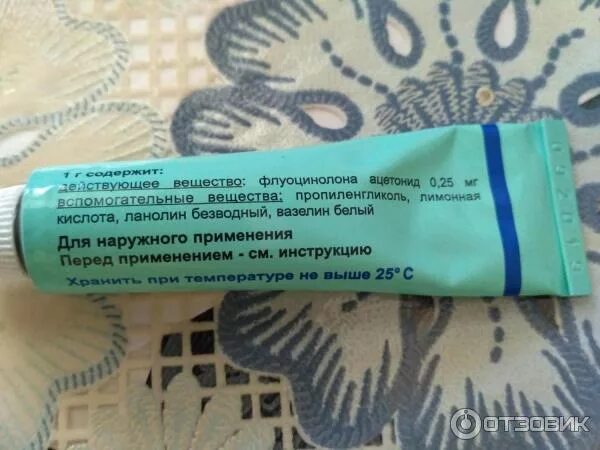 1 г содержит:
действующее вещество: флуоцинолона ацетонид 0,25 мг
вспомогательные вещества: пропиленгликоль, лимонная
кислота, ланолин безводный, вазелин белый
Для наружного применения
Перед применением - см. инструкцию
Хранить при температуре не выше 25° С
ОТЗОВИК